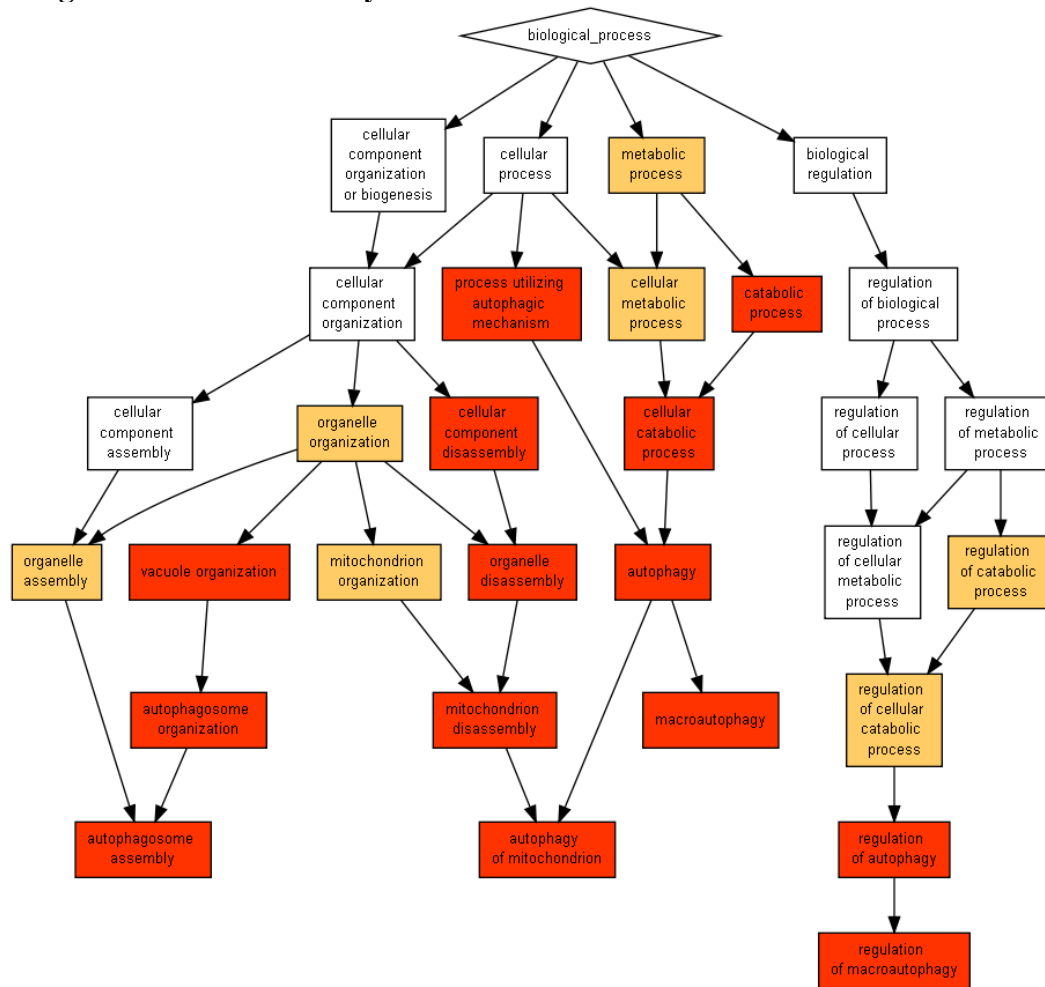 biological_process
cellular
component
organization
or biogenesis
cellular
process
metabolic
process
biological
regulation
cellular
component
organization
process utilizing
autophagic
mechanism
cellular
metabolic
process
catabolic
process
regulation
of biological
process
cellular
component
assembly
organelle
organization
cellular
component
disassembly
cellular
catabolic
process
regulation
of cellular
process
regulation
of metabolic
process
organelle
assembly
vacuole organization
mitochondrion
organization
organelle
disassembly
autophagy
regulation
of cellular
metabolic
process
regulation
of catabolic
process
autophagosome
organization
mitochondrion
disassembly
macroautophagy
regulation
of cellular
catabolic
process
autophagosome
assembly
autophagy
of mitochondrion
regulation
of autophagy
regulation
of macroautophagy